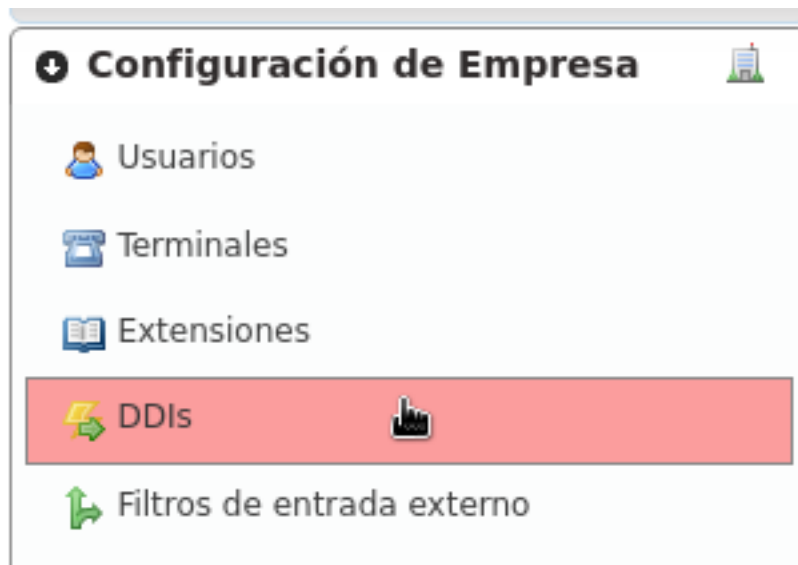 Configuración de Empresa
Usuarios
Terminales
Extensiones
DDIs
Filtros de entrada externo